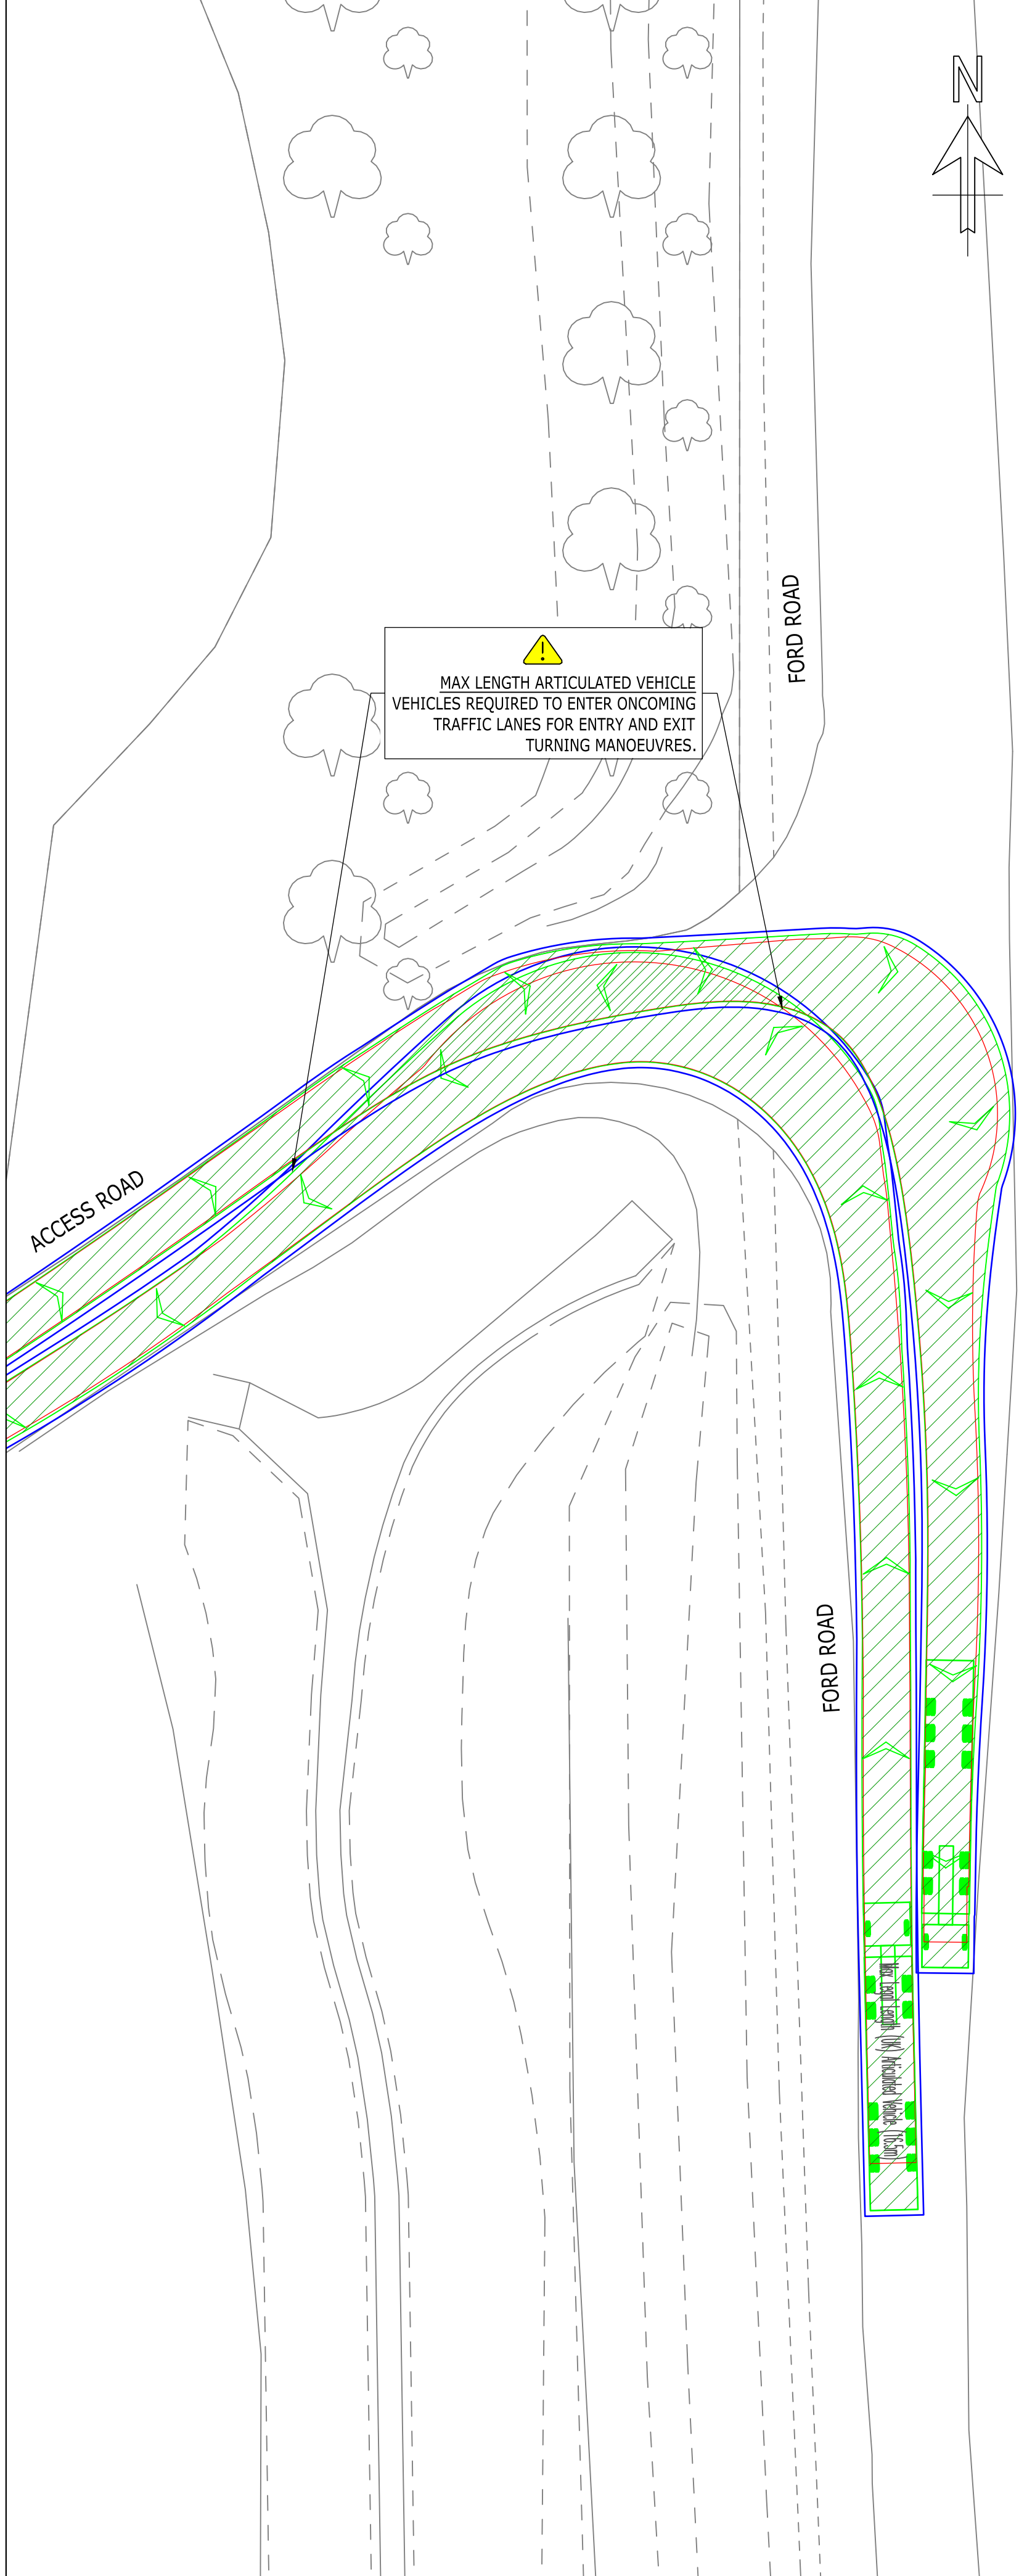 N
FORD ROAD
!
MAX LENGTH ARTICULATED VEHICLE
VEHICLES REQUIRED TO ENTER ONCOMING
TRAFFIC LANES FOR ENTRY AND EXIT
TURNING MANOEUVRES.
ACCESS ROAD
FORD ROAD
Max Legal Length (UK) Articulated Vehicle (16.5m)